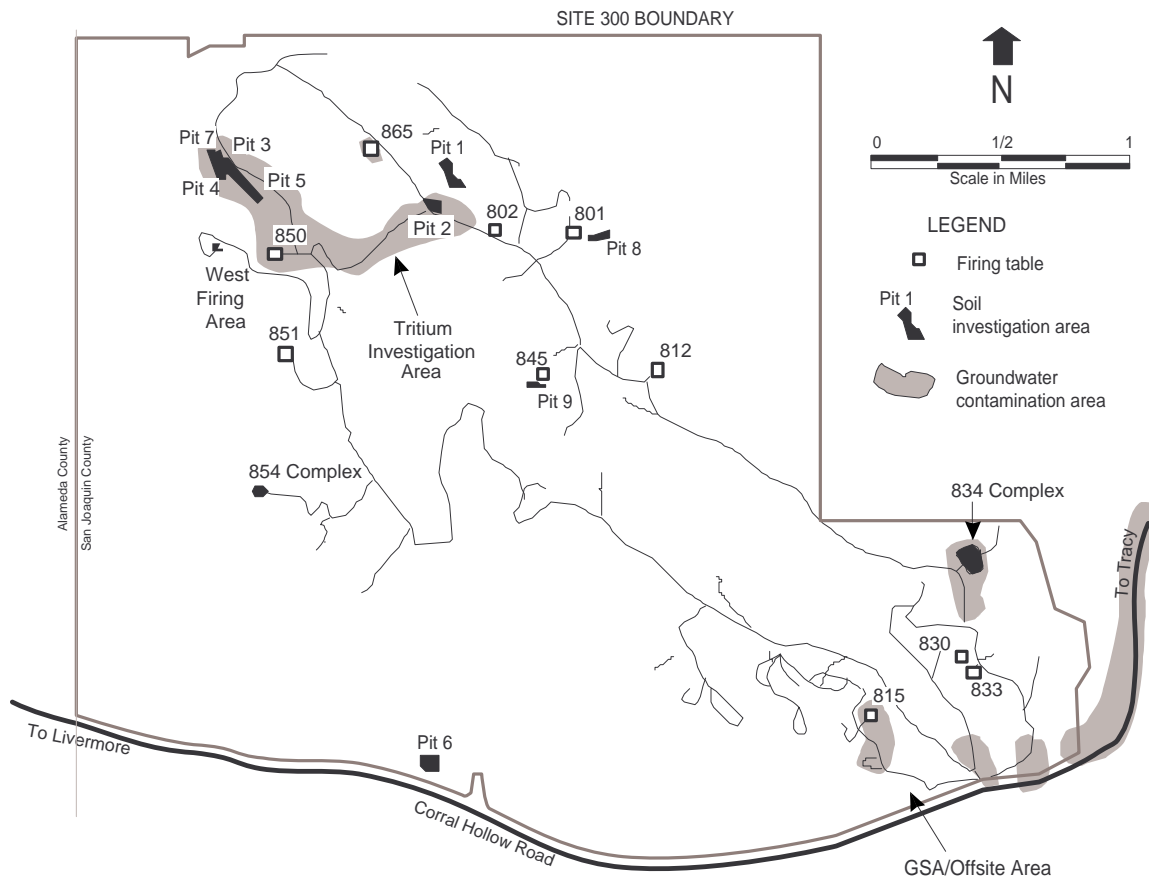 SITE 300 BOUNDARY
N
0
1/2
1
Scale in Miles
LEGEND
Firing table
Pit 1
Soil
investigation area
Groundwater
contamination area
865
Pit 7
Pit 3
Pit 1
Pit 4
Pit 5
Pit 2
802
801
Pit 8
850
West
Firing
Area
Tritium
Investigation
Area
851
845
812
Pit 9
Alameda County
San Joaquin County
854 Complex
834 Complex
To Tracy
830
833
815
To Livermore
Pit 6
Corral Hollow Road
GSA/Offsite Area